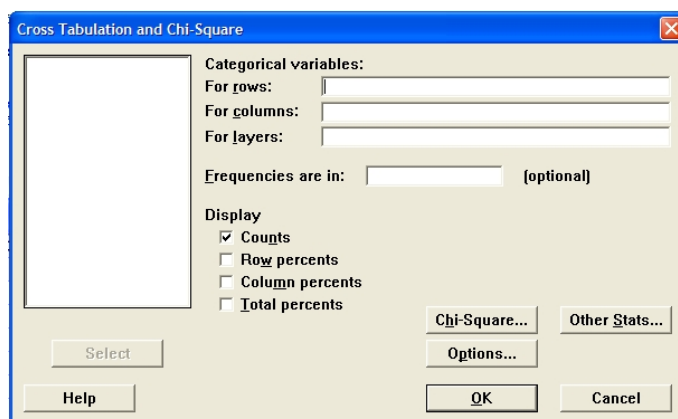 Cross Tabulation and Chi-Square
Categorical variables:
For rows:
For columns:
For layers:
Frequencies are in: (optional)
Display
Counts
Row percents
Column percents
Total percents
Chi-Square... Other Stats...
Select Options...
Help OK Cancel